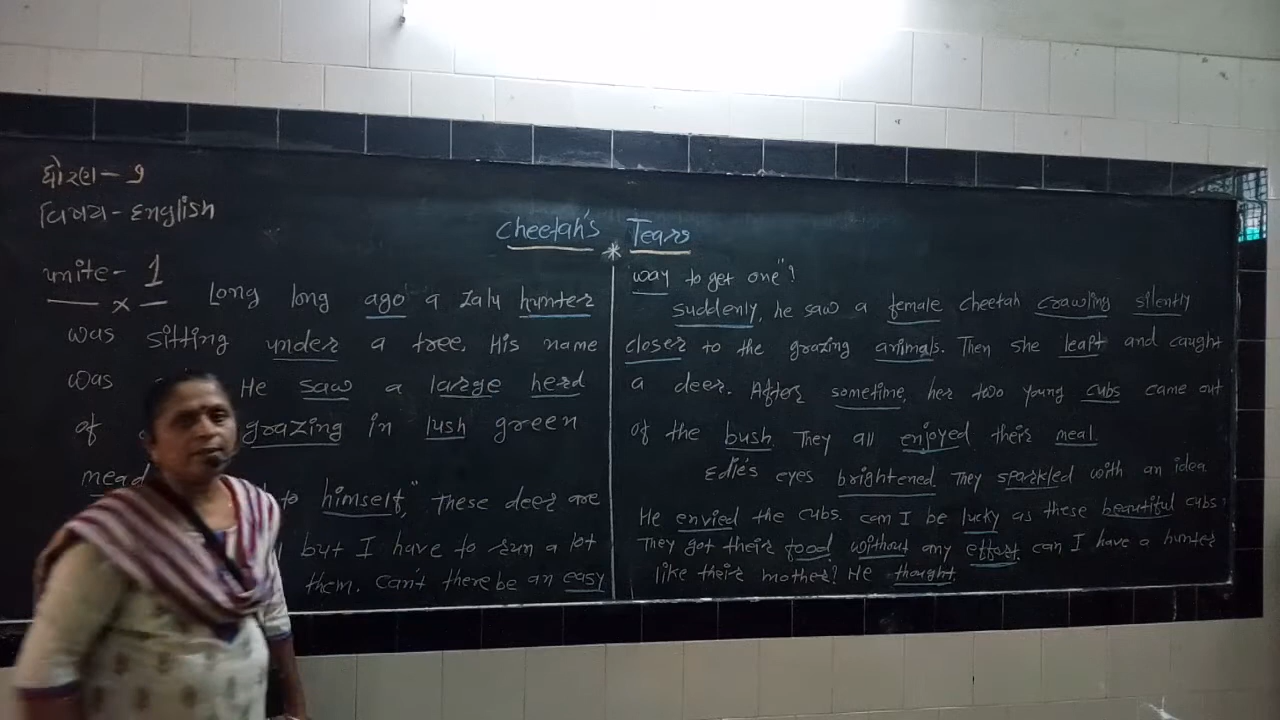 ધોરણ - 9
વિષય - English
unite - 1
Cheetah's Tears
Long long ago a Zalu hunter
was sitting under a tree. His name
was He saw a large herd
of grazing in lush green
mead
to himself," These deer are
but I have to run a lot
them. Can't there be an easy
way to get one"?
Suddenly, he saw a female cheetah crawling silently
closer to the grazing animals. Then she leapt and caught
a deer. After sometime, her two young cubs came out
of the bush. They all enjoyed their meal.
Edie's eyes brightened. They sparkled with an idea
He envied the cubs. can I be lucky as these beautiful cubs?
They got their food without any effort can I have a hunter
like their mother? He thought.